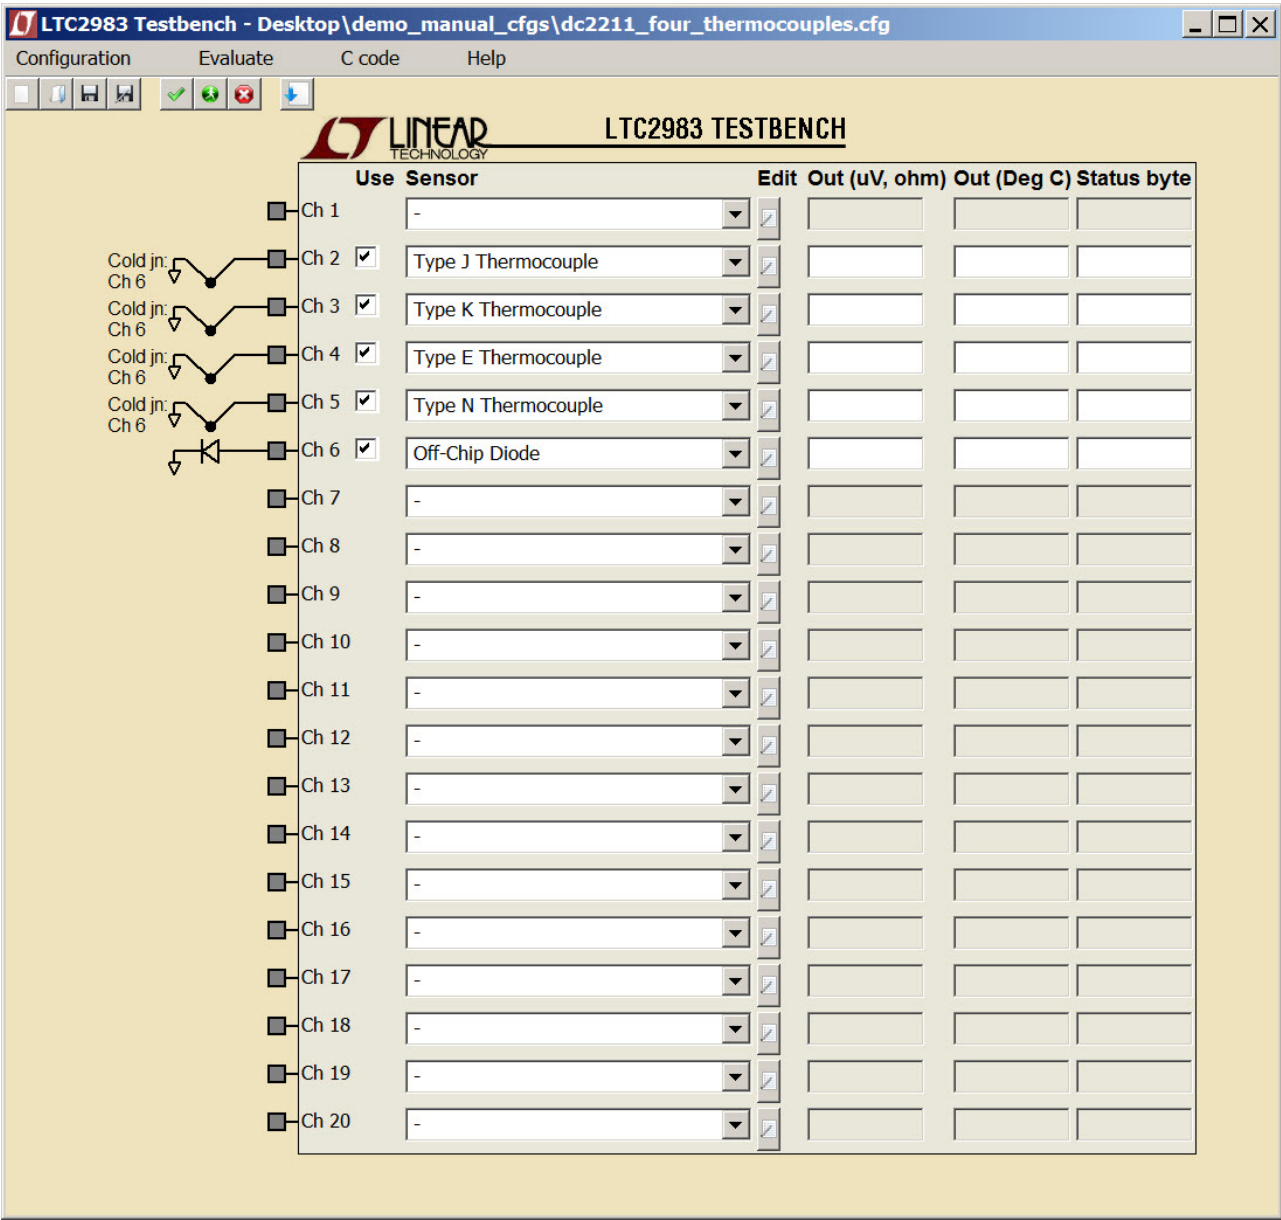 LTC2983 Testbench - Desktop\demo_manual_cfgs\dc2211_four_thermocouples.cfg
Configuration Evaluate C code Help
LINEAR TECHNOLOGY
LTC2983 TESTBENCH
Use Sensor Edit Out (uV, ohm) Out (Deg C) Status byte
Ch 1 -
Cold jn: Ch 6 Ch 2 Type J Thermocouple
Cold jn: Ch 6 Ch 3 Type K Thermocouple
Cold jn: Ch 6 Ch 4 Type E Thermocouple
Cold jn: Ch 6 Ch 5 Type N Thermocouple
Ch 6 Off-Chip Diode
Ch 7 -
Ch 8 -
Ch 9 -
Ch 10 -
Ch 11 -
Ch 12 -
Ch 13 -
Ch 14 -
Ch 15 -
Ch 16 -
Ch 17 -
Ch 18 -
Ch 19 -
Ch 20 -